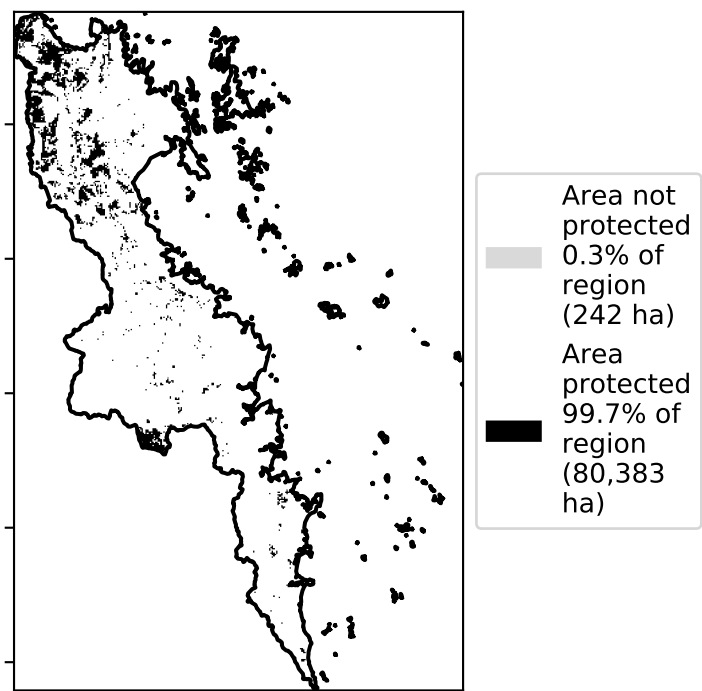 Area not
protected
0.3% of
region
(242 ha)
Area
protected
99.7% of
region
(80,383
ha)